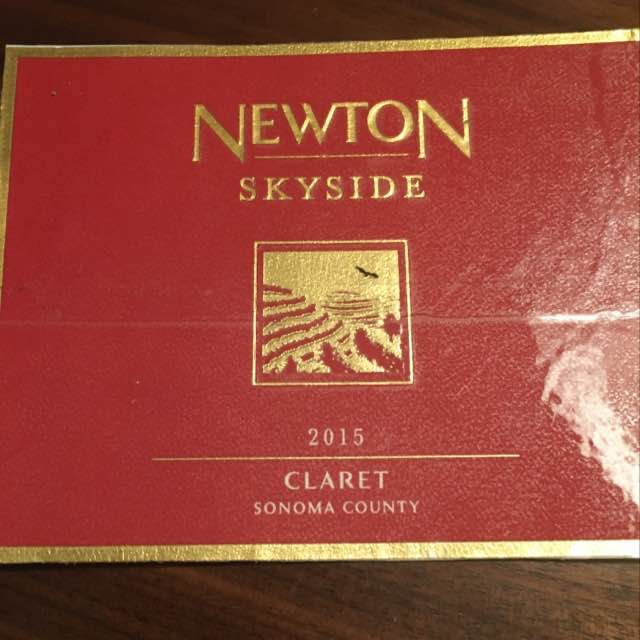 NEWTON
SKYSIDE
2015
CLARET
SONOMA COUNTY